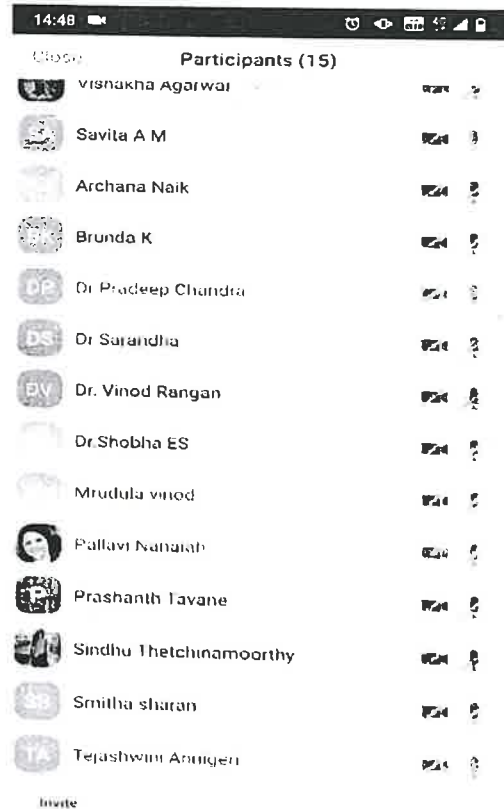 14:48
Close Participants (15)
Vishakha Agarwal
Savita A M
Archana Naik
BK Brunda K
DP Dr Pradeep Chandra
DS Dr Sarandha
DV Dr. Vinod Rangan
Dr.Shobha ES
Mrudula vinod
Pallavi Nanaiah
P Prashanth Tavane
Sindhu Thetchinamoorthy
SS Smitha sharan
TA Tejashwini Annigeri
Invite